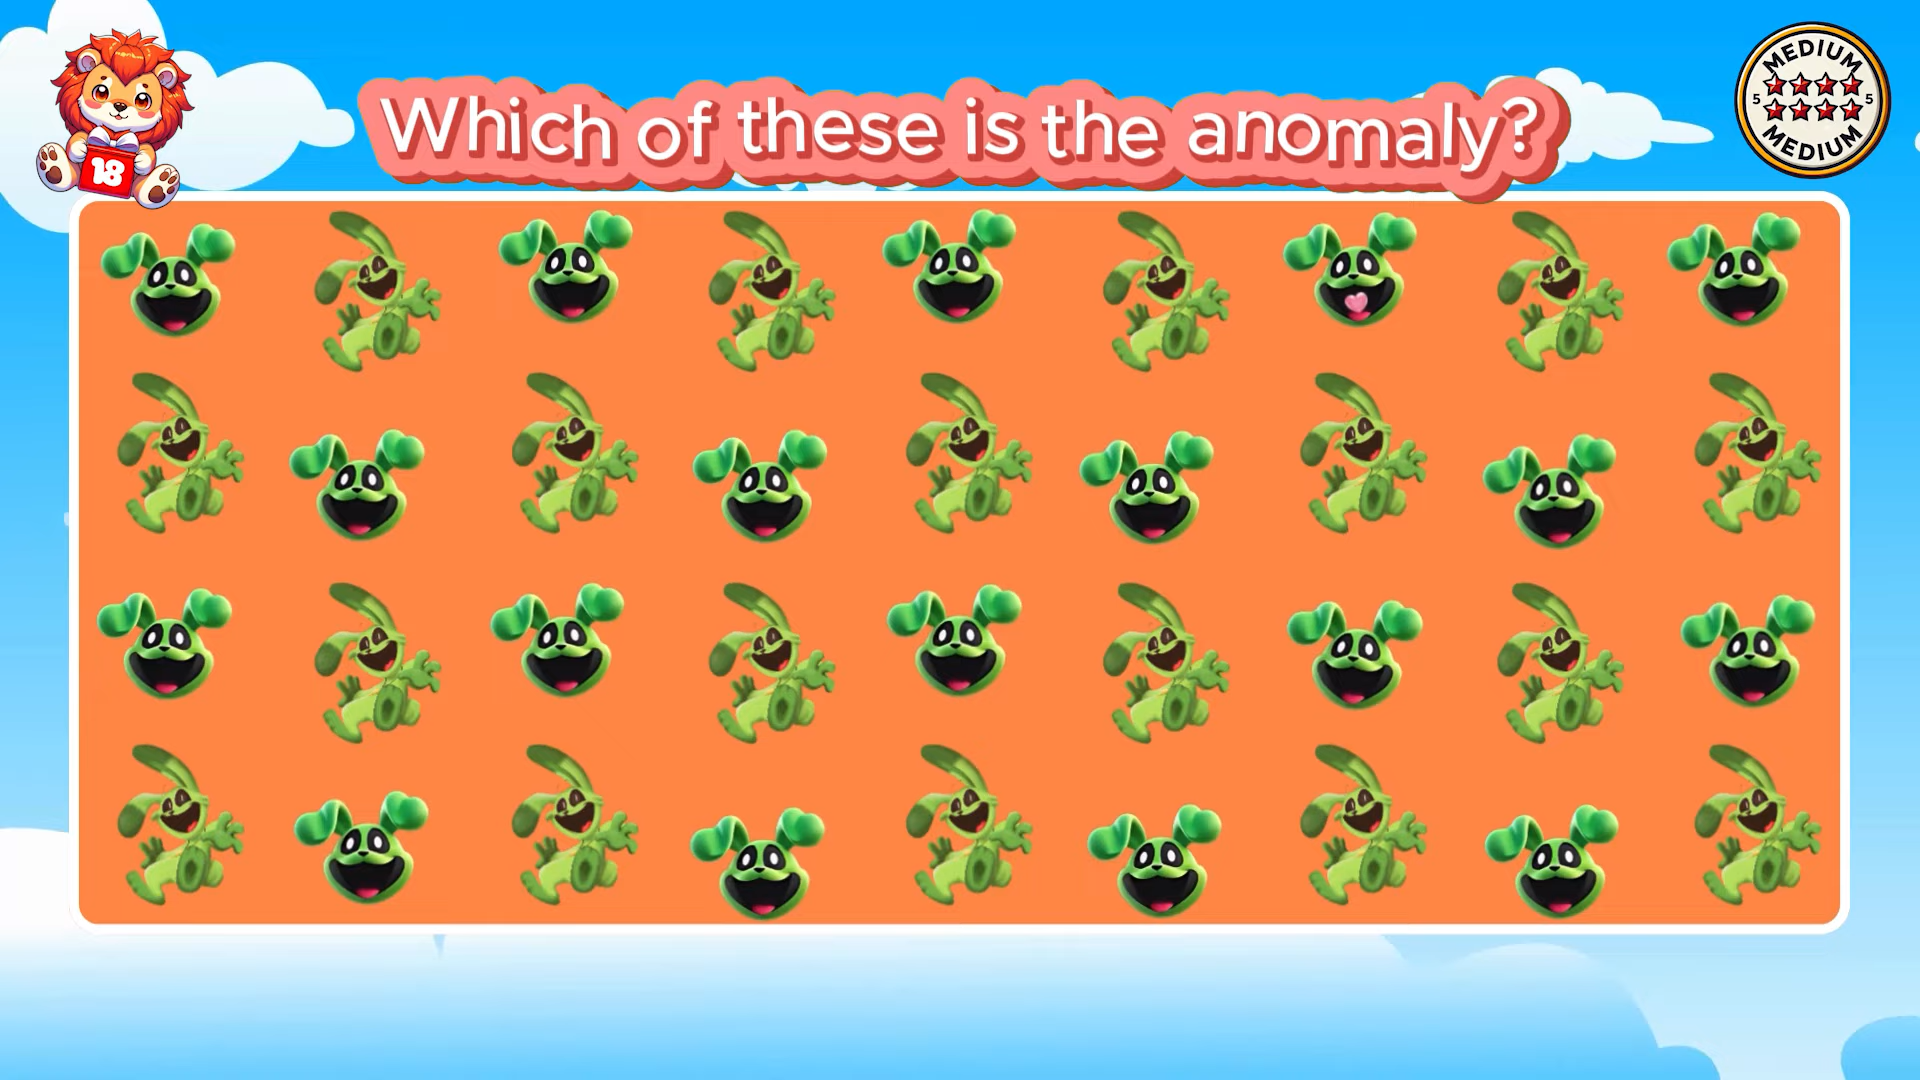 Which of these is the anomaly?
18
MEDIUM
5 5
MEDIUM